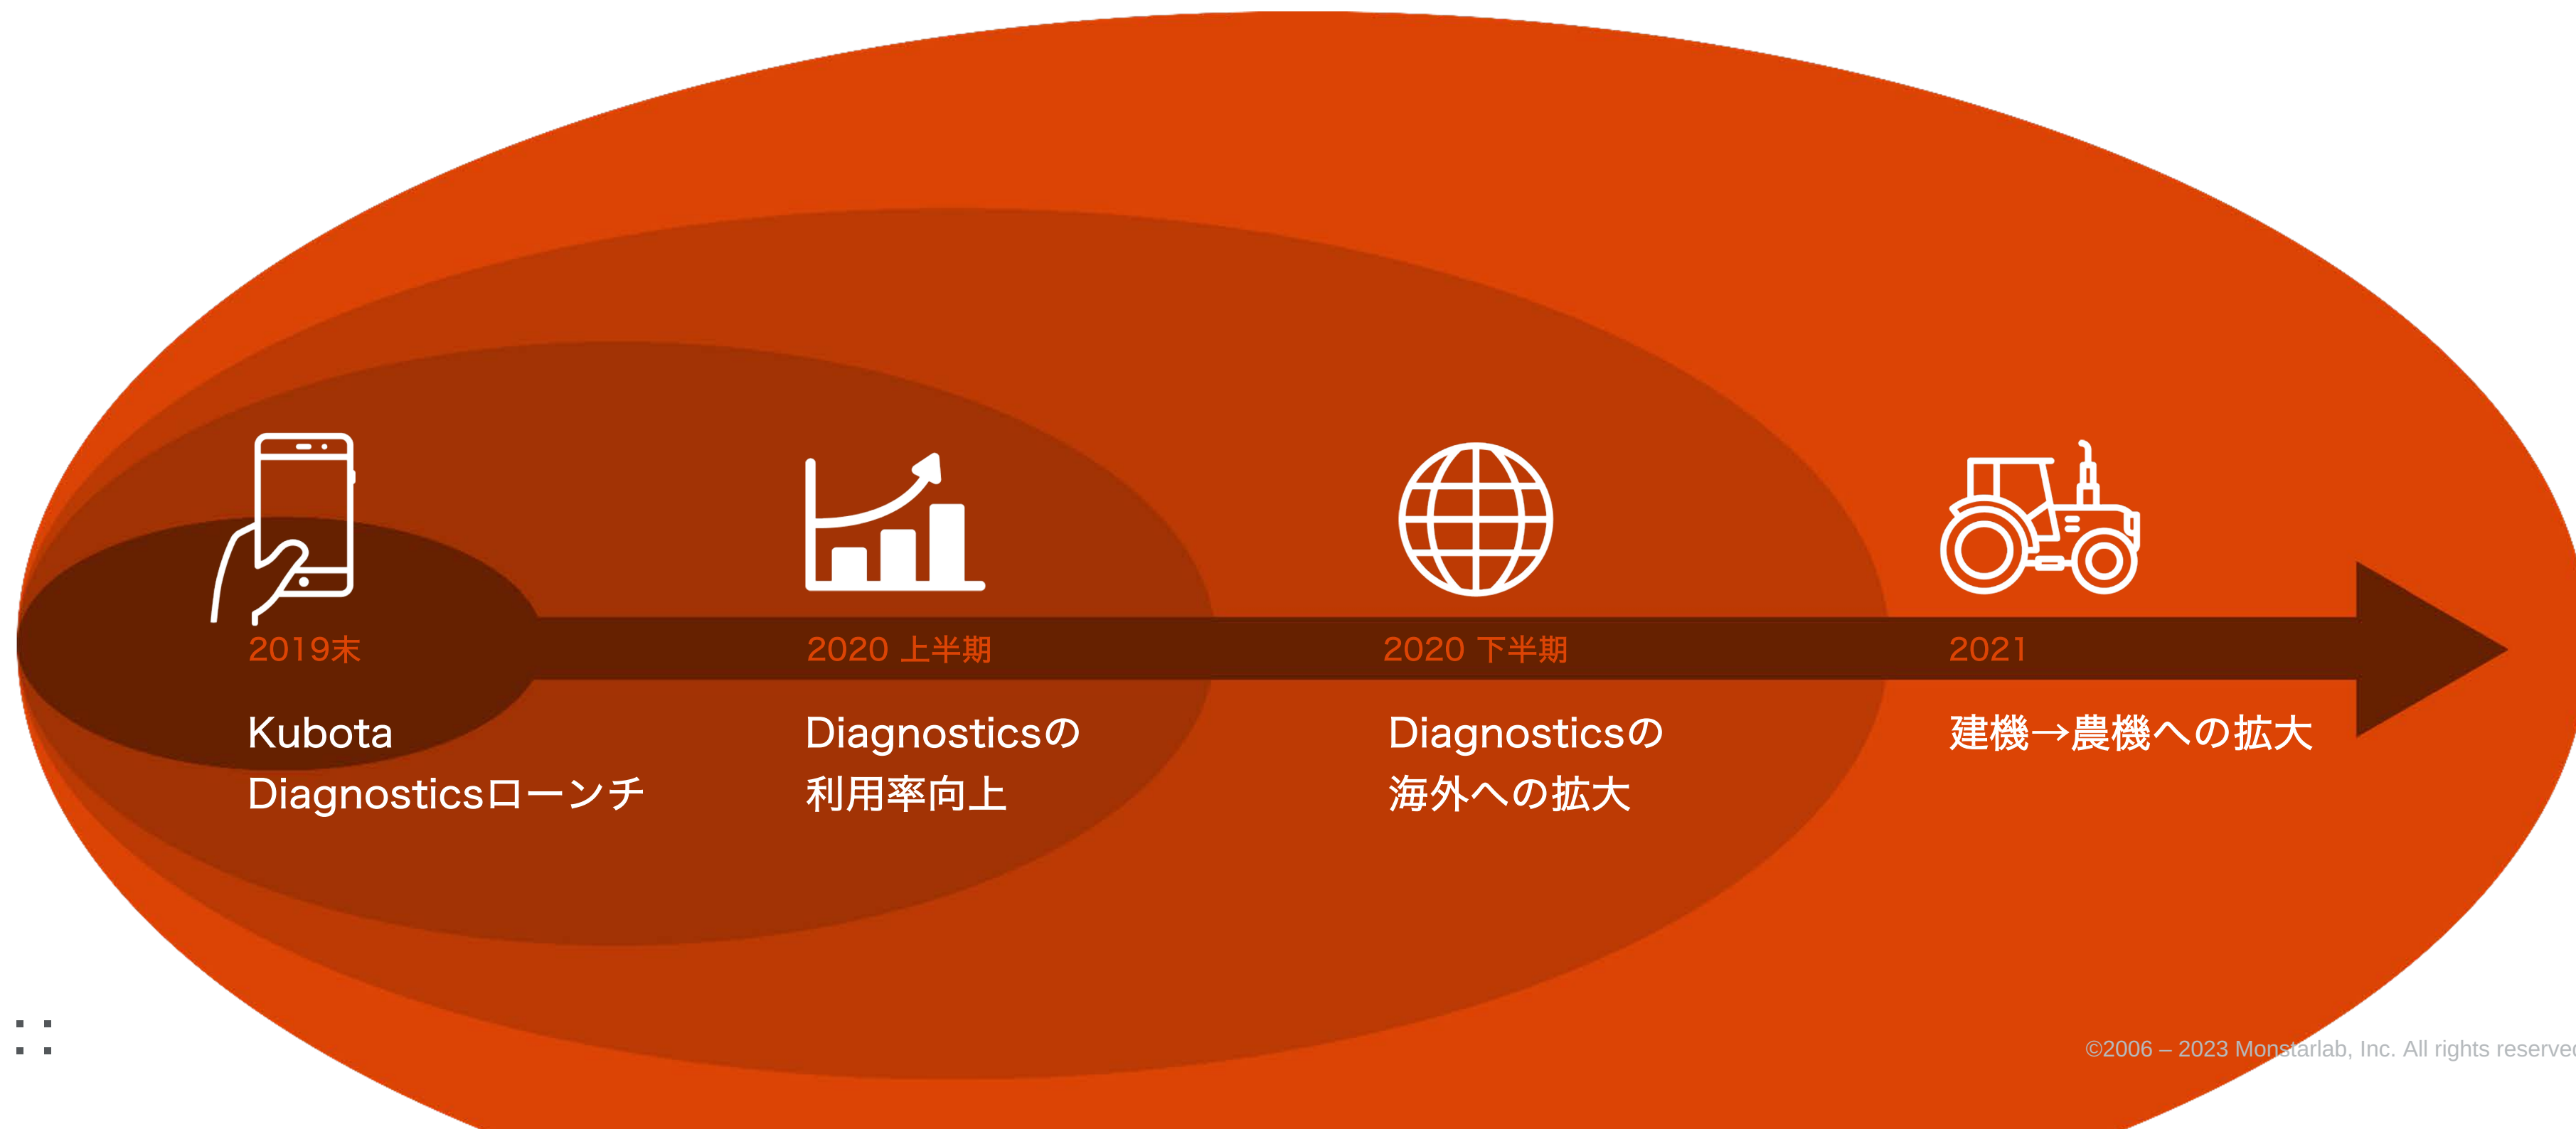 2019末
Kubota
Diagnosticsローンチ
2020 上半期
Diagnosticsの
利用率向上
2020 下半期
Diagnosticsの
海外への拡大
2021
建機→農機への拡大
©2006 – 2023 Monstarlab, Inc. All rights reserved